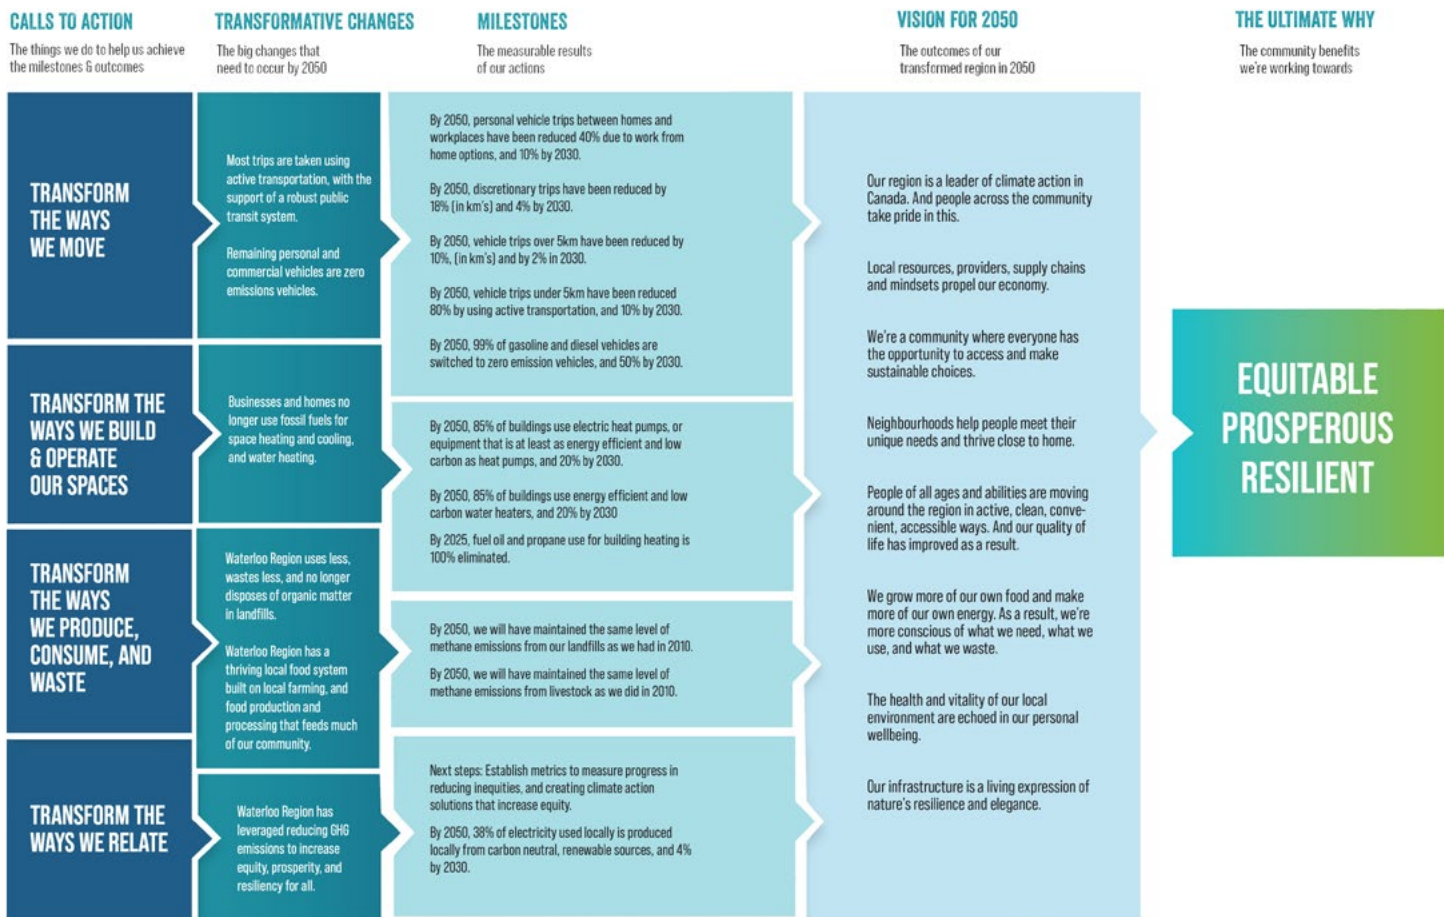 CALLS TO ACTION
The things we do to help us achieve
the milestones & outcomes
TRANSFORMATIVE CHANGES
The big changes that
need to occur by 2050
MILESTONES
The measurable results
of our actions
VISION FOR 2050
The outcomes of our
transformed region in 2050
THE ULTIMATE WHY
The community benefits
we're working towards
TRANSFORM
THE WAYS
WE MOVE
Most trips are taken using
active transportation, with the
support of a robust public
transit system.
Remaining personal and
commercial vehicles are zero
emissions vehicles.
By 2050, personal vehicle trips between homes and
workplaces have been reduced 40% due to work from
home options, and 10% by 2030.
By 2050, discretionary trips have been reduced by
18% (in km's) and 4% by 2030.
By 2050, vehicle trips over 5km have been reduced by
10%, (in km's) and by 2% in 2030.
By 2050, vehicle trips under 5km have been reduced
80% by using active transportation, and 10% by 2030.
By 2050, 99% of gasoline and diesel vehicles are
switched to zero emission vehicles, and 50% by 2030.
TRANSFORM THE
WAYS WE BUILD
& OPERATE
OUR SPACES
Businesses and homes no
longer use fossil fuels for
space heating and cooling,
and water heating.
By 2050, 85% of buildings use electric heat pumps, or
equipment that is at least as energy efficient and low
carbon as heat pumps, and 20% by 2030.
By 2050, 85% of buildings use energy efficient and low
carbon water heaters, and 20% by 2030
By 2025, fuel oil and propane use for building heating is
100% eliminated.
TRANSFORM
THE WAYS
WE PRODUCE,
CONSUME, AND
WASTE
Waterloo Region uses less,
wastes less, and no longer
disposes of organic matter
in landfills.
Waterloo Region has a
thriving local food system
built on local farming, and
food production and
processing that feeds much
of our community.
By 2050, we will have maintained the same level of
methane emissions from our landfills as we had in 2010.
By 2050, we will have maintained the same level of
methane emissions from livestock as we did in 2010.
TRANSFORM THE
WAYS WE RELATE
Waterloo Region has
leveraged reducing GHG
emissions to increase
equity, prosperity, and
resiliency for all.
Next steps: Establish metrics to measure progress in
reducing inequities, and creating climate action
solutions that increase equity.
By 2050, 38% of electricity used locally is produced
locally from carbon neutral, renewable sources, and 4%
by 2030.
Our region is a leader of climate action in
Canada. And people across the community
take pride in this.
Local resources, providers, supply chains
and mindsets propel our economy.
We're a community where everyone has
the opportunity to access and make
sustainable choices.
Neighbourhoods help people meet their
unique needs and thrive close to home.
People of all ages and abilities are moving
around the region in active, clean, conve-
nient, accessible ways. And our quality of
life has improved as a result.
We grow more of our own food and make
more of our own energy. As a result, we're
more conscious of what we need, what we
use, and what we waste.
The health and vitality of our local
environment are echoed in our personal
wellbeing.
Our infrastructure is a living expression of
nature's resilience and elegance.
EQUITABLE
PROSPEROUS
RESILIENT